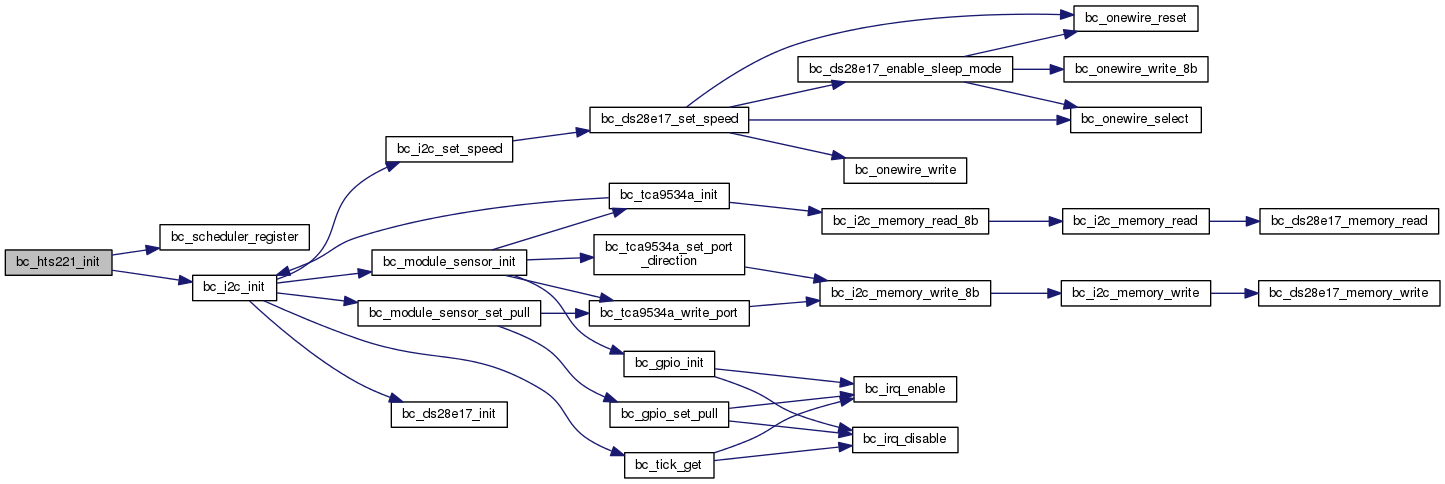 bc_hts221_init
bc_scheduler_register
bc_i2c_init
bc_i2c_set_speed
bc_module_sensor_init
bc_module_sensor_set_pull
bc_ds28e17_init
bc_ds28e17_set_speed
bc_tca9534a_init
bc_tca9534a_set_port
_direction
bc_tca9534a_write_port
bc_gpio_init
bc_gpio_set_pull
bc_tick_get
bc_ds28e17_enable_sleep_mode
bc_onewire_write
bc_i2c_memory_read_8b
bc_i2c_memory_write_8b
bc_irq_enable
bc_irq_disable
bc_onewire_reset
bc_onewire_write_8b
bc_onewire_select
bc_i2c_memory_read
bc_i2c_memory_write
bc_ds28e17_memory_read
bc_ds28e17_memory_write